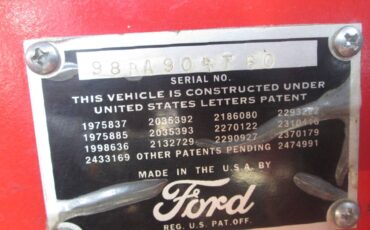 SERIAL NO.
THIS VEHICLE IS CONSTRUCTED UNDER
UNITED STATES LETTERS PATENT
1975837 2035392 2186080
1975885 2035393 2270122 2310416
1998636 2132729 2290927 2370179
2433169 OTHER PATENTS PENDING 2474991
MADE IN THE U.S.A. BY
Ford
REG. U.S. PAT. OFF.